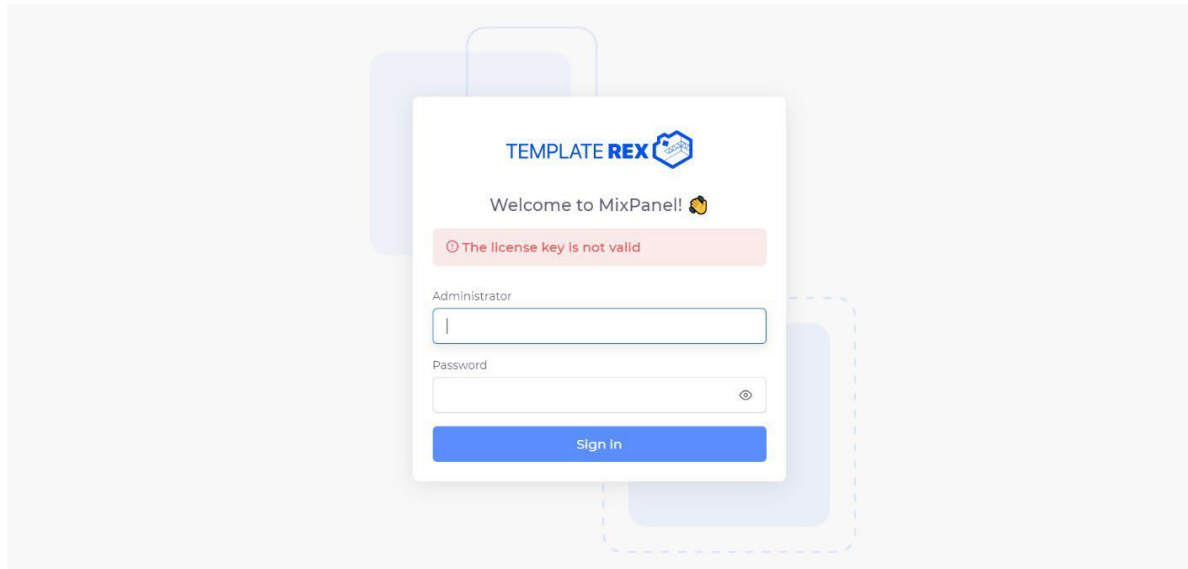 TEMPLATE REX
Welcome to MixPanel! 👏
The license key is not valid
Administrator
Password
Sign in